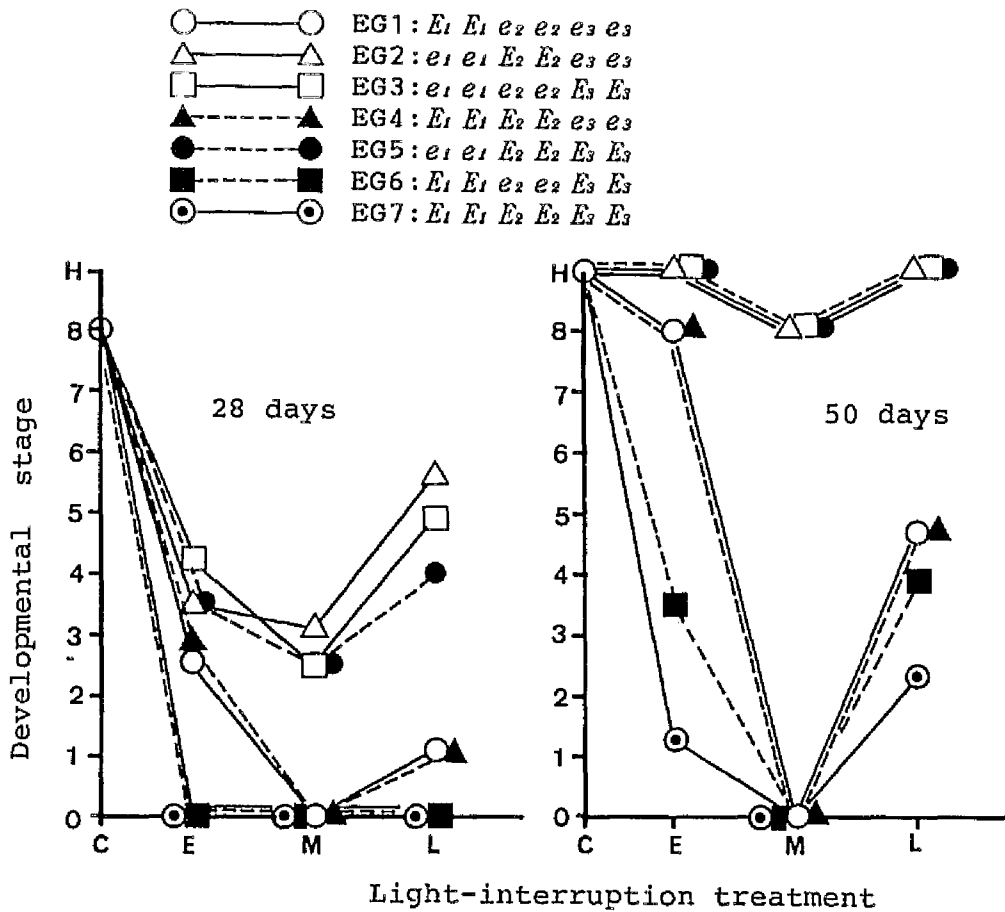 EG1: E1 E1 e2 e2 e3 e3
EG2: e1 e1 E2 E2 e3 e3
EG3: e1 e1 e2 e2 E3 E3
EG4: E1 E1 E2 E2 e3 e3
EG5: e1 e1 E2 E2 E3 E3
EG6: E1 E1 e2 e2 E3 E3
EG7: E1 E1 E2 E2 E3 E3
Developmental stage
H
8
7
6
5
4
3
2
1
0
28 days
C E M L
H
8
7
6
5
4
3
2
1
0
50 days
C E M L
Light-interruption treatment